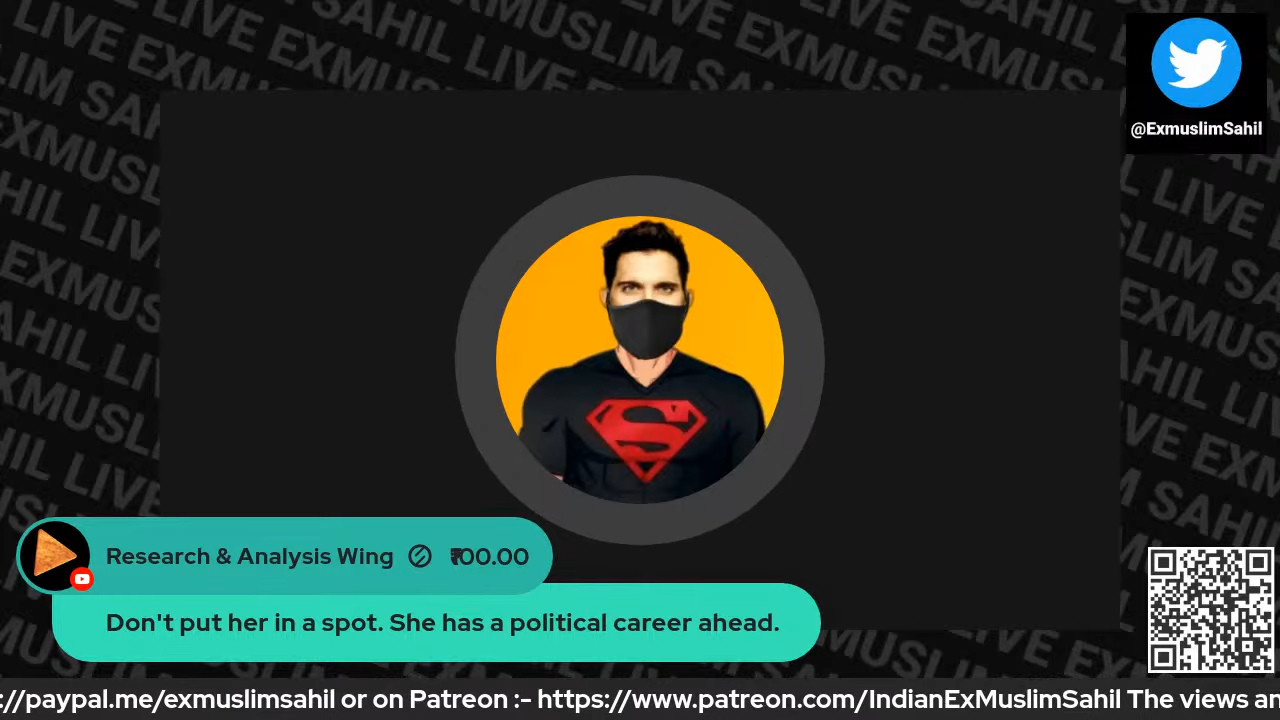 @ExmuslimSahil
Research & Analysis Wing ₹100.00
Don't put her in a spot. She has a political career ahead.
://paypal.me/exmuslimsahil or on Patreon :- https://www.patreon.com/IndianExMuslimSahil The views an